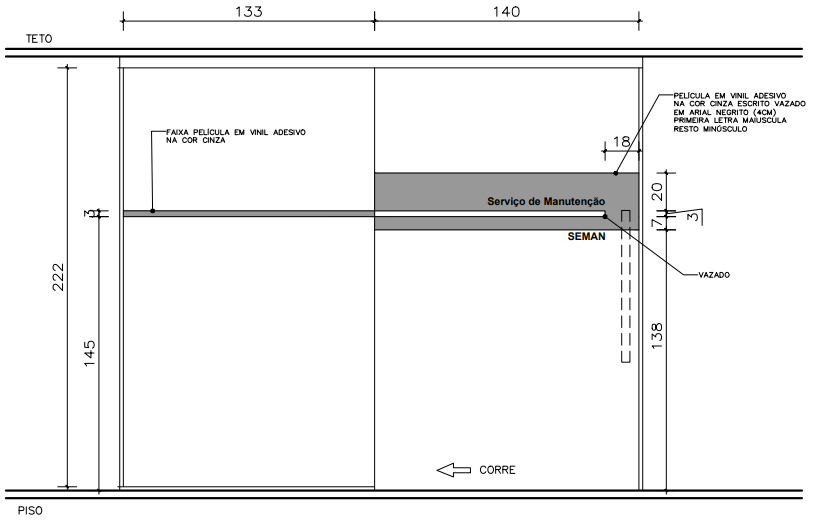 133
140
TETO
PELÍCULA EM VINIL ADESIVO
NA COR CINZA ESCRITO VAZADO
EM ARIAL NEGRITO (4CM)
PRIMEIRA LETRA MAIUSCULA
RESTO MINÚSCULO
FAIXA PELÍCULA EM VINIL ADESIVO
NA COR CINZA
18
20
Serviço de Manutenção
3
7
3
SEMAN
VAZADO
222
145
138
CORRE
PISO